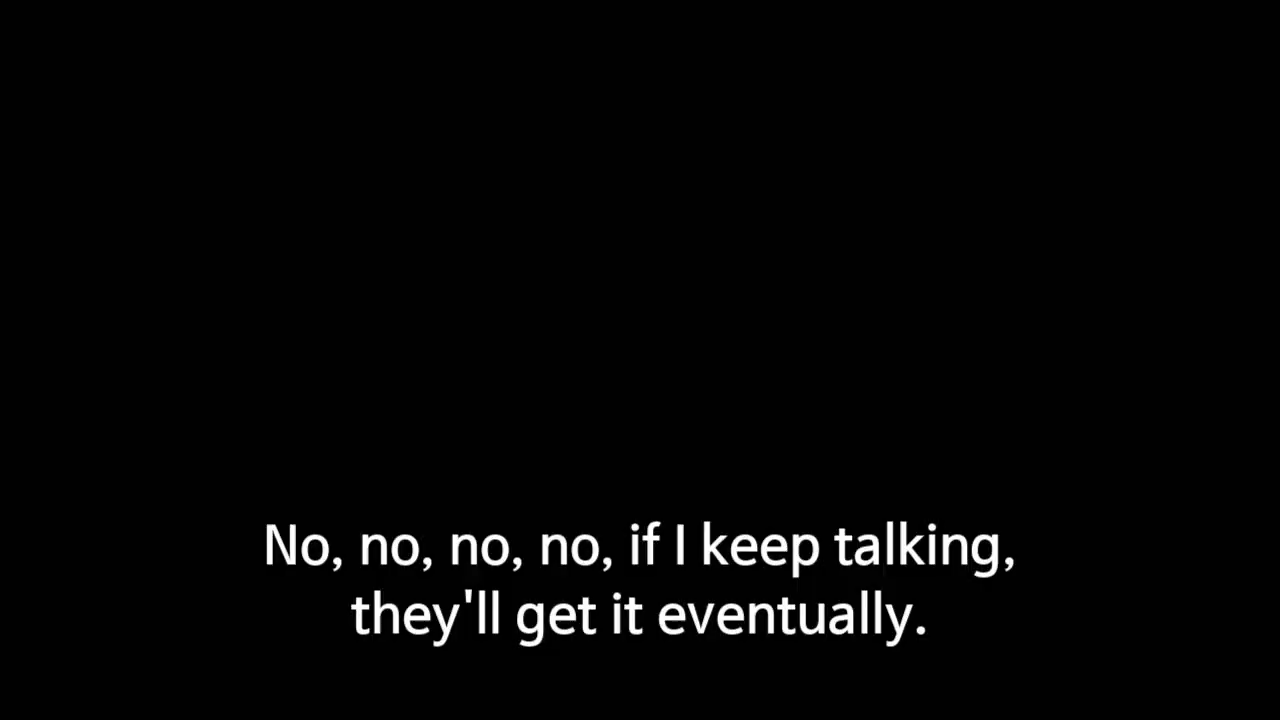 No, no, no, no, if I keep talking,
they'll get it eventually.